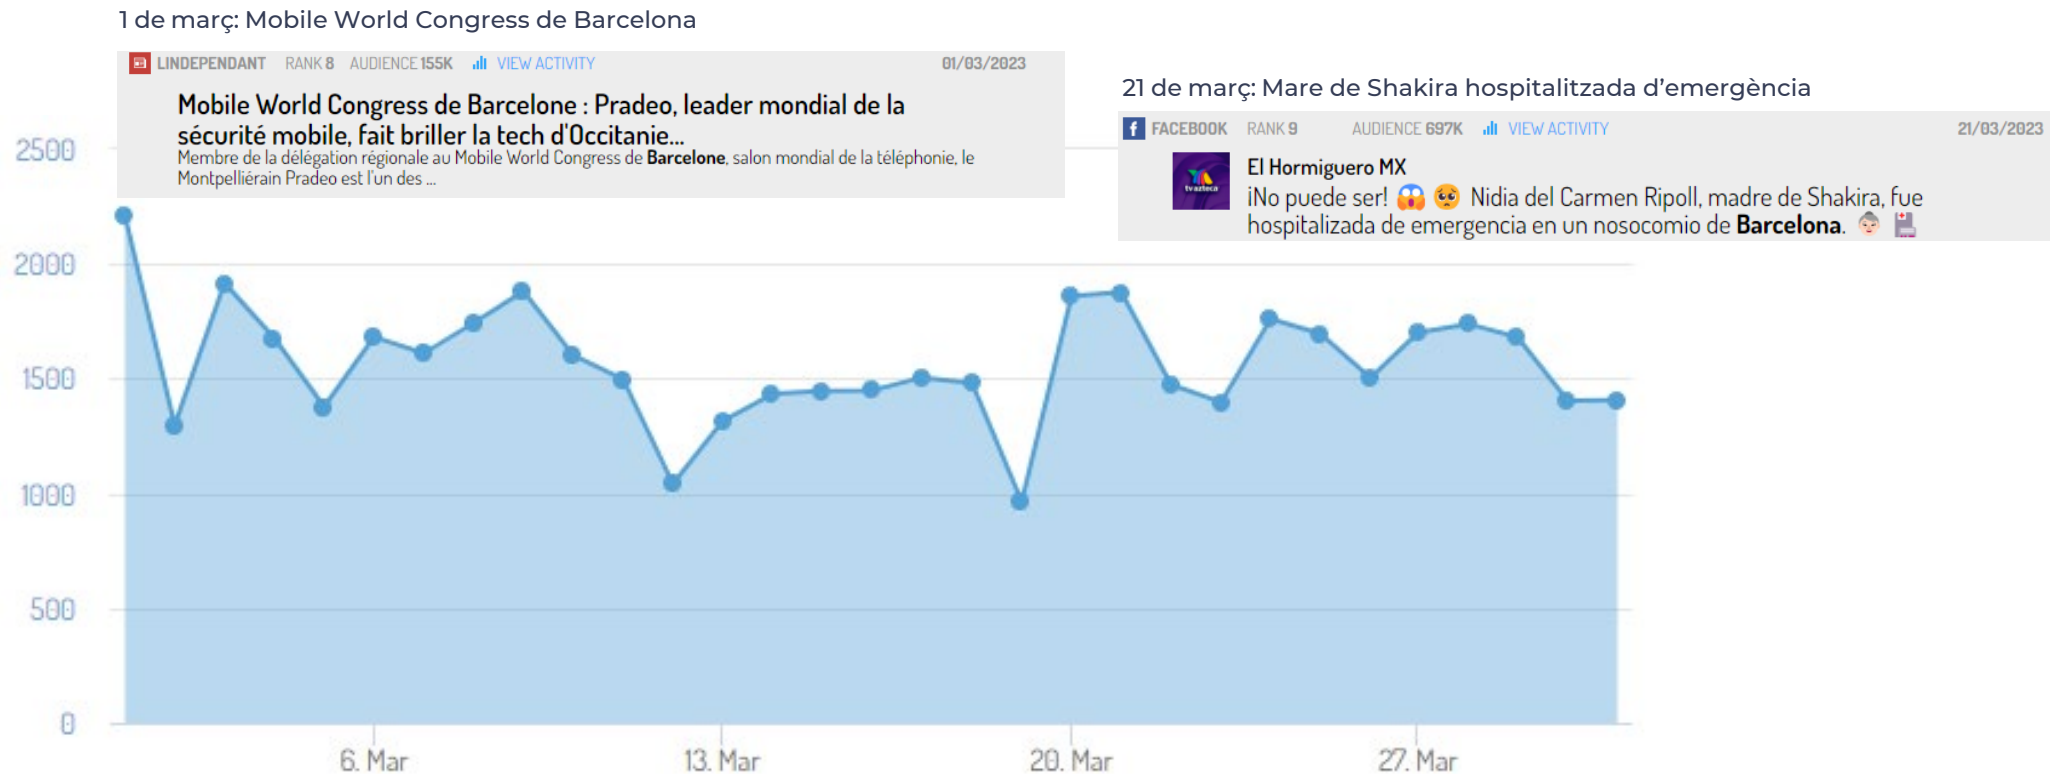 1 de març: Mobile World Congress de Barcelona
LINDEPENDANT RANK 8 AUDIENCE 155K VIEW ACTIVITY 01/03/2023
Mobile World Congress de Barcelone : Pradeo, leader mondial de la
sécurité mobile, fait briller la tech d'Occitanie...
Membre de la délégation régionale au Mobile World Congress de Barcelone, salon mondial de la téléphonie, le
Montpelliérain Pradeo est l'un des ...
21 de març: Mare de Shakira hospitalitzada d’emergència
FACEBOOK RANK 9 AUDIENCE 697K VIEW ACTIVITY 21/03/2023
tv azteca
El Hormiguero MX
¡No puede ser! 😱 🥺 Nidia del Carmen Ripoll, madre de Shakira, fue
hospitalizada de emergencia en un nosocomio de Barcelona. 👵🏻 🏥
2500
2000
1500
1000
500
0
6. Mar 13. Mar 20. Mar 27. Mar